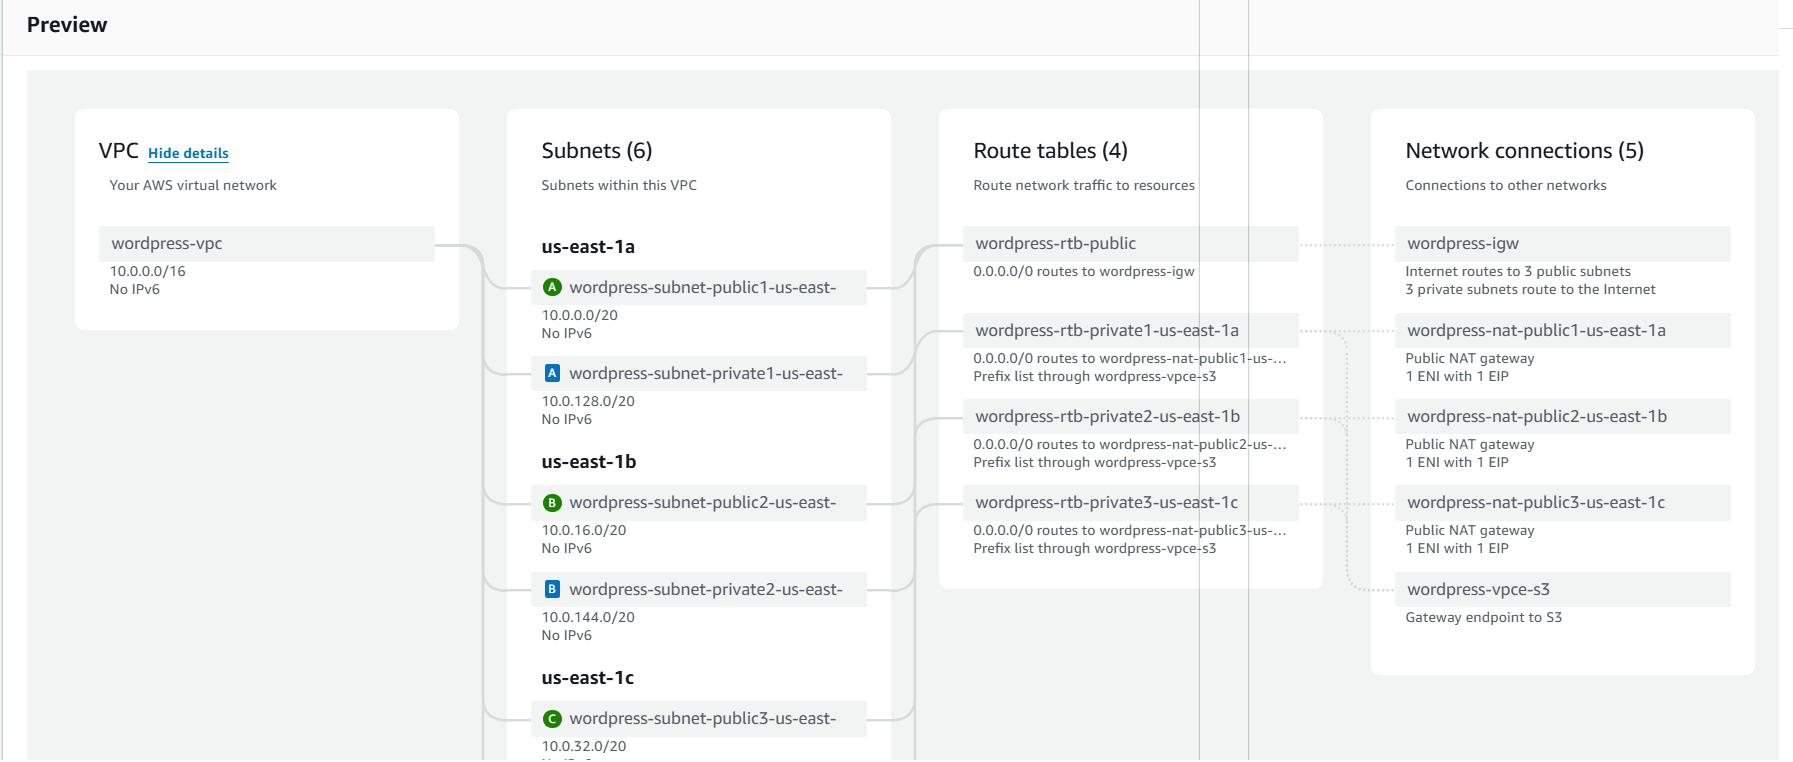 Preview
VPC Hide details
Your AWS virtual network
wordpress-vpc
10.0.0.0/16
No IPv6
Subnets (6)
Subnets within this VPC
us-east-1a
A wordpress-subnet-public1-us-east-
10.0.0.0/20
No IPv6
A wordpress-subnet-private1-us-east-
10.0.128.0/20
No IPv6
us-east-1b
B wordpress-subnet-public2-us-east-
10.0.16.0/20
No IPv6
B wordpress-subnet-private2-us-east-
10.0.144.0/20
No IPv6
us-east-1c
C wordpress-subnet-public3-us-east-
10.0.32.0/20
Route tables (4)
Route network traffic to resources
wordpress-rtb-public
0.0.0.0/0 routes to wordpress-igw
wordpress-rtb-private1-us-east-1a
0.0.0.0/0 routes to wordpress-nat-public1-us-...
Prefix list through wordpress-vpce-s3
wordpress-rtb-private2-us-east-1b
0.0.0.0/0 routes to wordpress-nat-public2-us-...
Prefix list through wordpress-vpce-s3
wordpress-rtb-private3-us-east-1c
0.0.0.0/0 routes to wordpress-nat-public3-us-...
Prefix list through wordpress-vpce-s3
Network connections (5)
Connections to other networks
wordpress-igw
Internet routes to 3 public subnets
3 private subnets route to the Internet
wordpress-nat-public1-us-east-1a
Public NAT gateway
1 ENI with 1 EIP
wordpress-nat-public2-us-east-1b
Public NAT gateway
1 ENI with 1 EIP
wordpress-nat-public3-us-east-1c
Public NAT gateway
1 ENI with 1 EIP
wordpress-vpce-s3
Gateway endpoint to S3